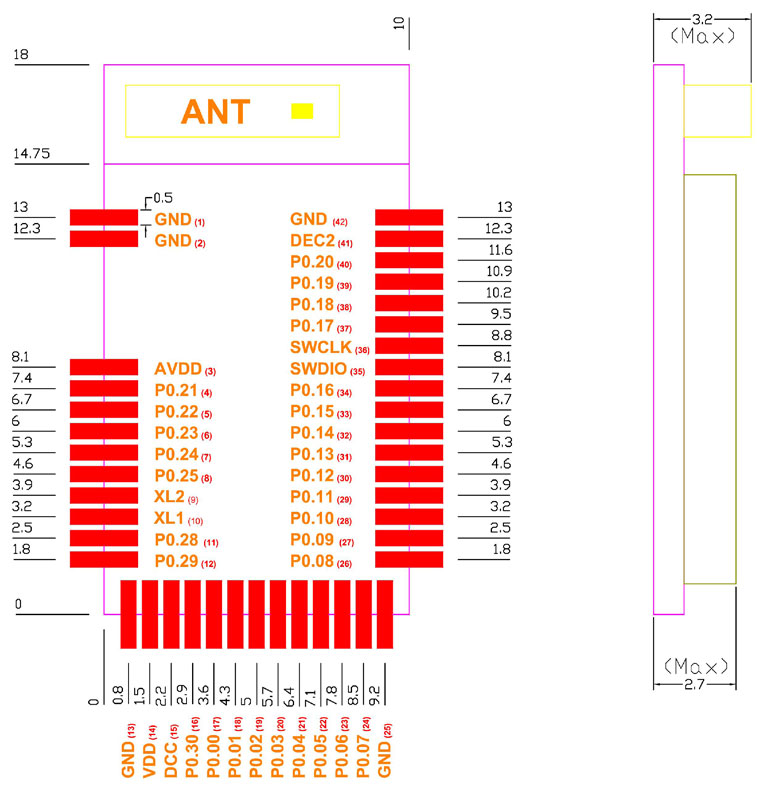 10
3.2
(Max)
18
ANT
14.75
0.5
13 GND (1) GND (42) 13
12.3 GND (2) DEC2 (41) 12.3
P0.20 (40) 11.6
P0.19 (39) 10.9
P0.18 (38) 10.2
P0.17 (37) 9.5
SWCLK (36) 8.8
8.1 AVDD (3) SWDIO (35) 8.1
7.4 P0.21 (4) P0.16 (34) 7.4
6.7 P0.22 (5) P0.15 (33) 6.7
6 P0.23 (6) P0.14 (32) 6
5.3 P0.24 (7) P0.13 (31) 5.3
4.6 P0.25 (8) P0.12 (30) 4.6
3.9 XL2 (9) P0.11 (29) 3.9
3.2 XL1 (10) P0.10 (28) 3.2
2.5 P0.28 (11) P0.09 (27) 2.5
1.8 P0.29 (12) P0.08 (26) 1.8
0
(Max)
2.7
0
0.8
1.5
2.2
2.9
3.6
4.3
5
5.7
6.4
7.1
7.8
8.5
9.2
GND (13)
VDD (14)
DCC (15)
P0.30 (16)
P0.00 (17)
P0.01 (18)
P0.02 (19)
P0.03 (20)
P0.04 (21)
P0.05 (22)
P0.06 (23)
P0.07 (24)
GND (25)